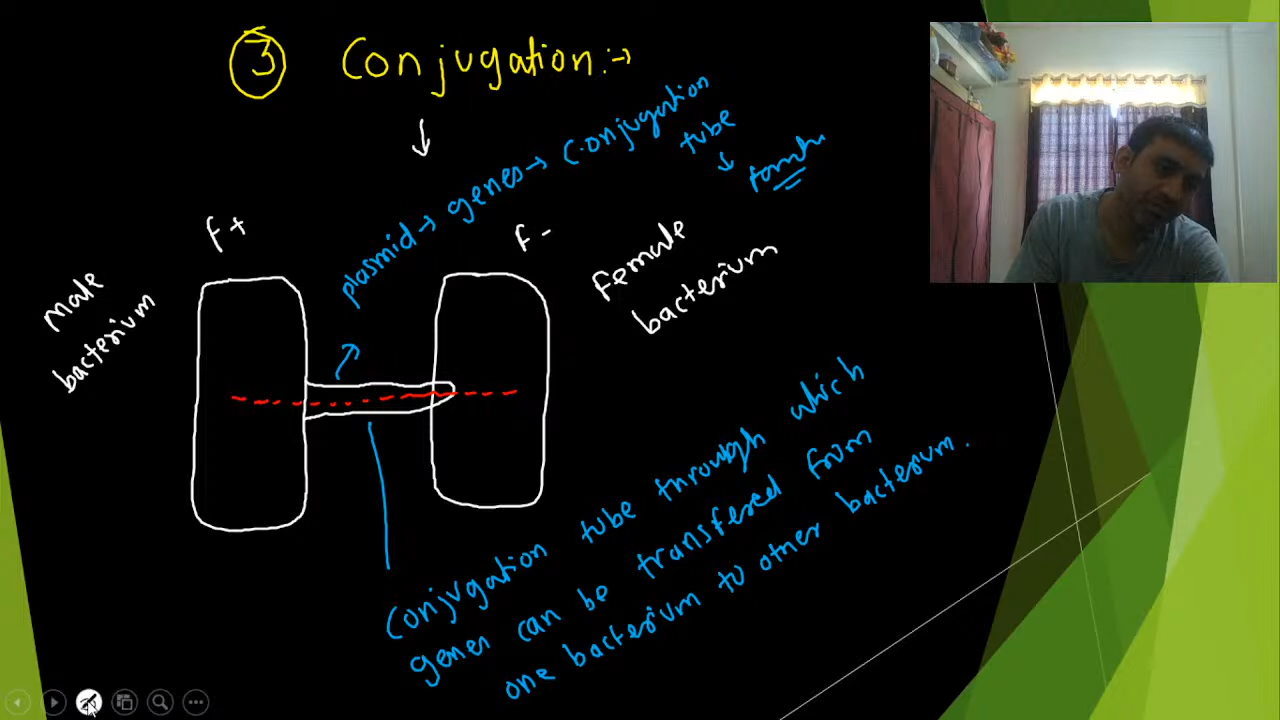 3 Conjugation :→
↓
plasmid → genes → Conjugation
tube
↓
F+
F-
male
bacterium
Female
bacterium
Conjugation tube through which
genes can be transfered from
one bacterium to other bacterium.